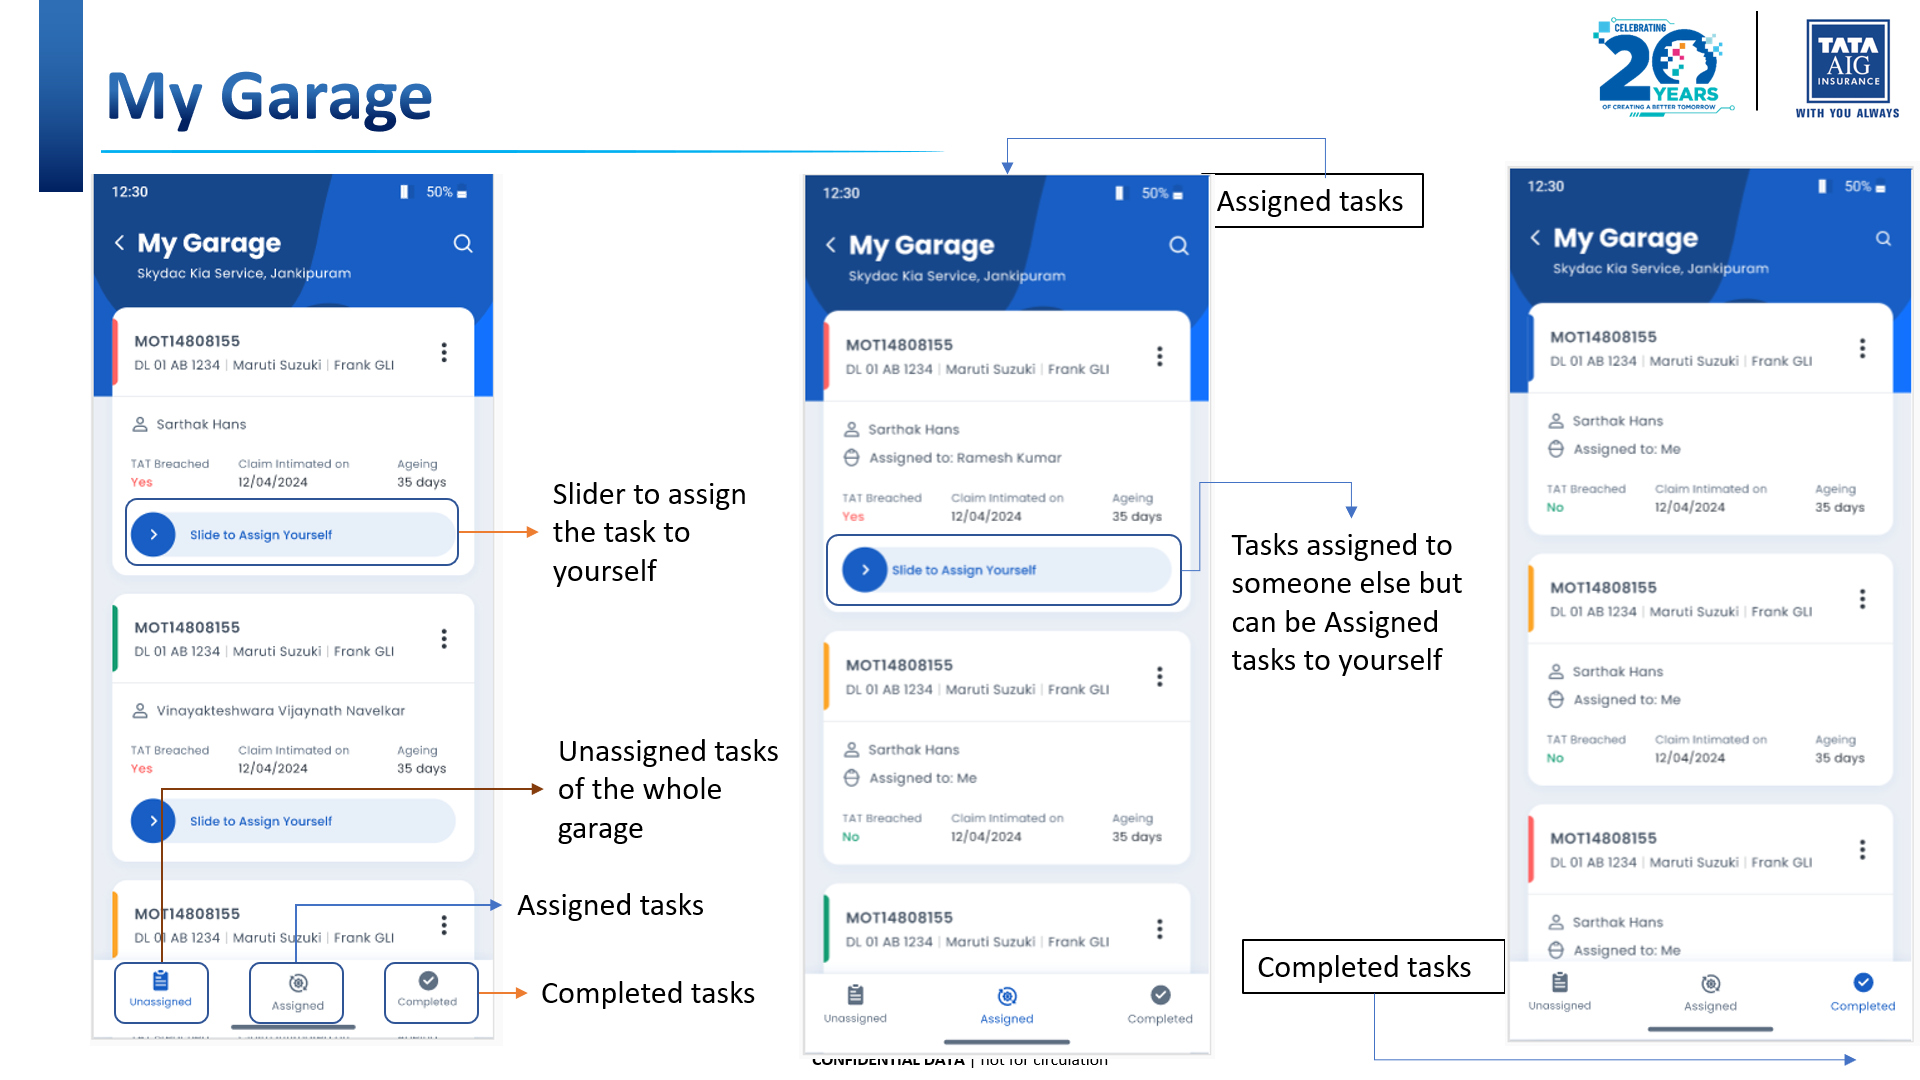 My Garage
CELEBRATING
20
YEARS
OF CREATING A BETTER TOMORROW
TATA
AIG
INSURANCE
WITH YOU ALWAYS
12:30
50%
My Garage
Skydac Kia Service, Jankipuram
MOT14808155
DL 01 AB 1234 | Maruti Suzuki | Frank GLI
Sarthak Hans
TAT Breached Claim Intimated on Ageing
Yes 12/04/2024 35 days
Slide to Assign Yourself
MOT14808155
DL 01 AB 1234 | Maruti Suzuki | Frank GLI
Vinayakteshwara Vijaynath Navelkar
TAT Breached Claim Intimated on Ageing
Yes 12/04/2024 35 days
Slide to Assign Yourself
MOT14808155
DL 01 AB 1234 | Maruti Suzuki | Frank GLI
Unassigned Assigned Completed
TAT Breached Claim Intimated on Ageing
Slider to assign
the task to
yourself
Unassigned tasks
of the whole
garage
Assigned tasks
Completed tasks
12:30
50%
My Garage
Skydac Kia Service, Jankipuram
MOT14808155
DL 01 AB 1234 | Maruti Suzuki | Frank GLI
Sarthak Hans
Assigned to: Ramesh Kumar
TAT Breached Claim Intimated on Ageing
Yes 12/04/2024 35 days
Slide to Assign Yourself
MOT14808155
DL 01 AB 1234 | Maruti Suzuki | Frank GLI
Sarthak Hans
Assigned to: Me
TAT Breached Claim Intimated on Ageing
No 12/04/2024 35 days
MOT14808155
DL 01 AB 1234 | Maruti Suzuki | Frank GLI
Unassigned Assigned Completed
Assigned tasks
Tasks assigned to
someone else but
can be Assigned
tasks to yourself
Completed tasks
12:30
50%
My Garage
Skydac Kia Service, Jankipuram
MOT14808155
DL 01 AB 1234 | Maruti Suzuki | Frank GLI
Sarthak Hans
Assigned to: Me
TAT Breached Claim Intimated on Ageing
No 12/04/2024 35 days
MOT14808155
DL 01 AB 1234 | Maruti Suzuki | Frank GLI
Sarthak Hans
Assigned to: Me
TAT Breached Claim Intimated on Ageing
No 12/04/2024 35 days
MOT14808155
DL 01 AB 1234 | Maruti Suzuki | Frank GLI
Sarthak Hans
Assigned to: Me
Unassigned Assigned Completed
CONFIDENTIAL DATA | not for circulation